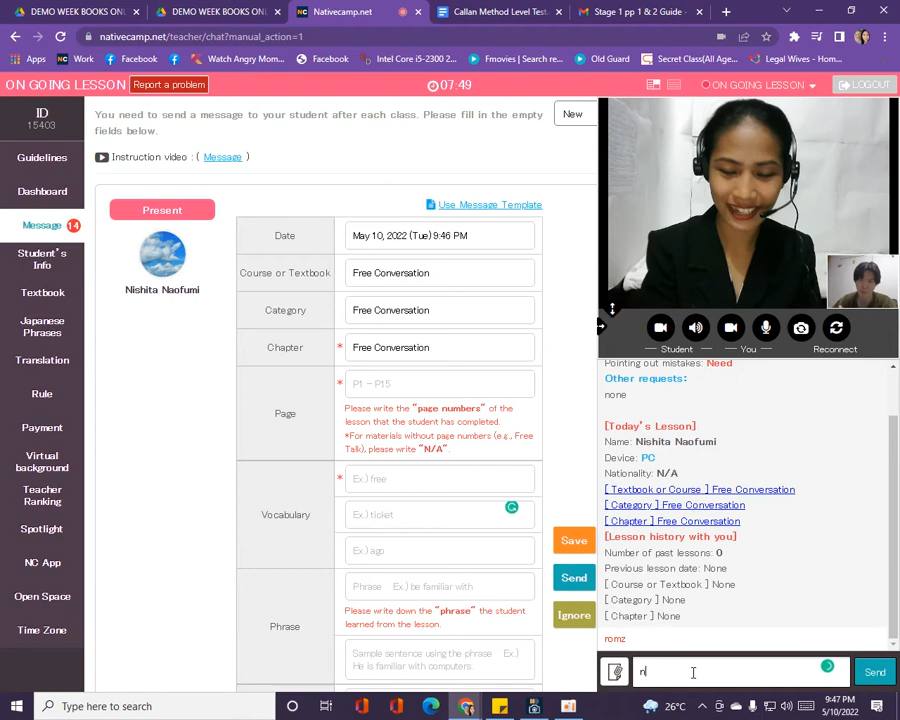 DEMO WEEK BOOKS ON
DEMO WEEK BOOKS ON
Nativecamp.net
Callan Method Level Test.
Stage 1 pp 1 & 2 Guide -
nativecamp.net/teacher/chat?manual_action=1
Apps
Work
Facebook
Watch Angry Mom...
Facebook
Intel Core i5-2300 2...
Fmovies | Search re...
Old Guard
Secret Class(All Age...
Legal Wives - Hom...
ON GOING LESSON
Report a problem
07:49
ON GOING LESSON
LOGOUT
ID
15403
Guidelines
Dashboard
Message 14
Student's
Info
Textbook
Japanese
Phrases
Translation
Rule
Payment
Virtual
background
Teacher
Ranking
Spotlight
NC App
Open Space
Time Zone
You need to send a message to your student after each class. Please fill in the empty
fields below.
New
Instruction video : ( Message )
Present
Nishita Naofumi
Use Message Template
Date
May 10, 2022 (Tue) 9:46 PM
Course or Textbook
Free Conversation
Category
Free Conversation
Chapter
* Free Conversation
Page
* P1 - P15
Please write the "page numbers" of the
lesson that the student has completed.
*For materials without page numbers (e.g., Free
Talk), please write "N/A".
Vocabulary
* Ex.) free
Ex.) ticket
Ex.) ago
Phrase
Phrase Ex.) be familiar with
Please write down the "phrase" the student
learned from the lesson.
Sample sentence using the phrase Ex.)
He is familiar with computers.
Save
Send
Ignore
Student
You
Reconnect
Pointing out mistakes: Need
Other requests:
none
[Today's Lesson]
Name: Nishita Naofumi
Device: PC
Nationality: N/A
[ Textbook or Course ] Free Conversation
[ Category ] Free Conversation
[ Chapter ] Free Conversation
[Lesson history with you]
Number of past lessons: 0
Previous lesson date: None
[ Course or Textbook ] None
[ Category ] None
[ Chapter ] None
romz
n
Send
Type here to search
26°C
9:47 PM
5/10/2022